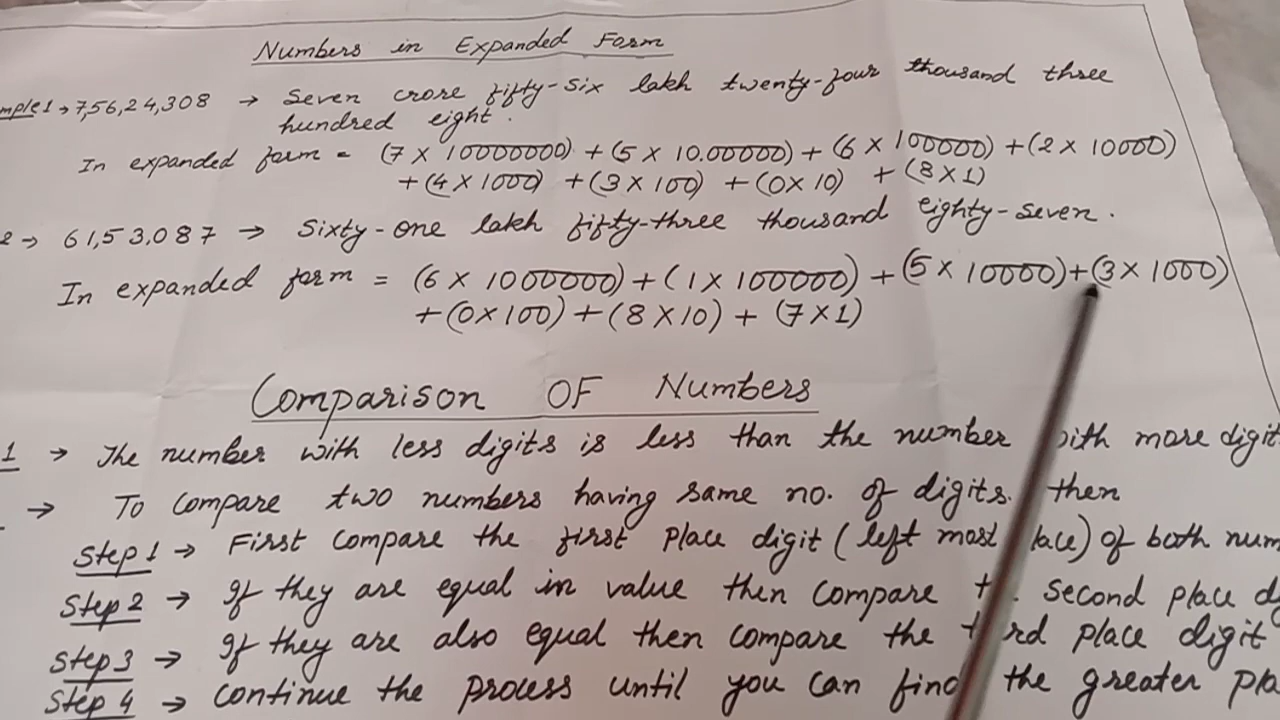 Numbers in Expanded Form
mple1 → 7,56,24,308 → Seven crore fifty-six lakh twenty-four thousand three
hundred eight.
In expanded form = (7 × 10000000) + (5 × 10.00000) + (6 × 100000) + (2 × 10000)
+ (4 × 1000) + (3 × 100) + (0 × 10) + (8 × 1)
2 → 61,53,087 → Sixty-one lakh fifty-three thousand eighty-seven.
In expanded form = (6 × 1000000) + (1 × 100000) + (5 × 10000) + (3 × 1000)
+ (0 × 100) + (8 × 10) + (7 × 1)
Comparison OF Numbers
1 → The number with less digits is less than the number with more digit
→ To compare two numbers having same no. of digits. then
Step 1 → First compare the first place digit (left most place) of both num
Step 2 → If they are equal in value then compare the second place d
Step 3 → If they are also equal then compare the third place digit
Step 4 → continue the process until you can find the greater pla